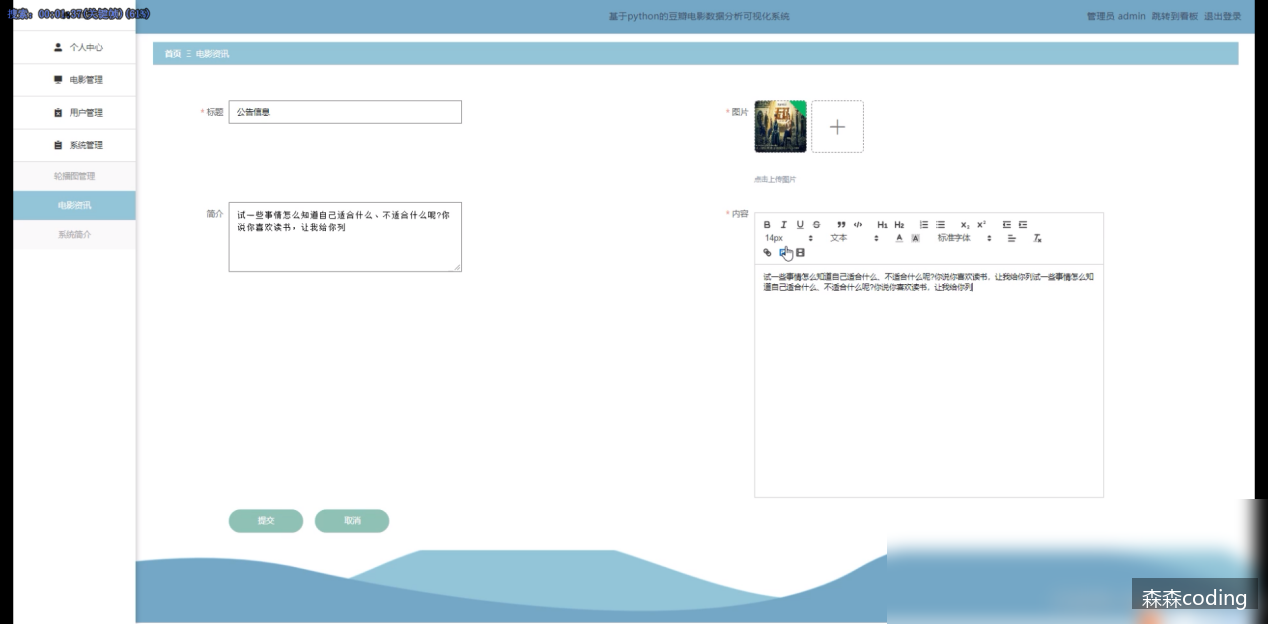 搜索: 00:01:37(关键帧) (B1S)
基于python的豆瓣电影数据分析可视化系统
管理员 admin 跳转到看板 退出登录
个人中心
电影管理
用户管理
系统管理
轮播图管理
电影资讯
系统简介
首页 电影资讯
* 标题 公告信息
* 图片
点击上传图片
简介 试一些事情怎么知道自己适合什么、不适合什么呢?你
说你喜欢读书，让我给你列
* 内容
B I U S H1 H2 x₂ x²
14px 文本 A A 标准字体
试一些事情怎么知道自己适合什么、不适合什么呢?你说你喜欢读书，让我给你列试一些事情怎么知
道自己适合什么、不适合什么呢?你说你喜欢读书，让我给你列
提交 取消
森森coding